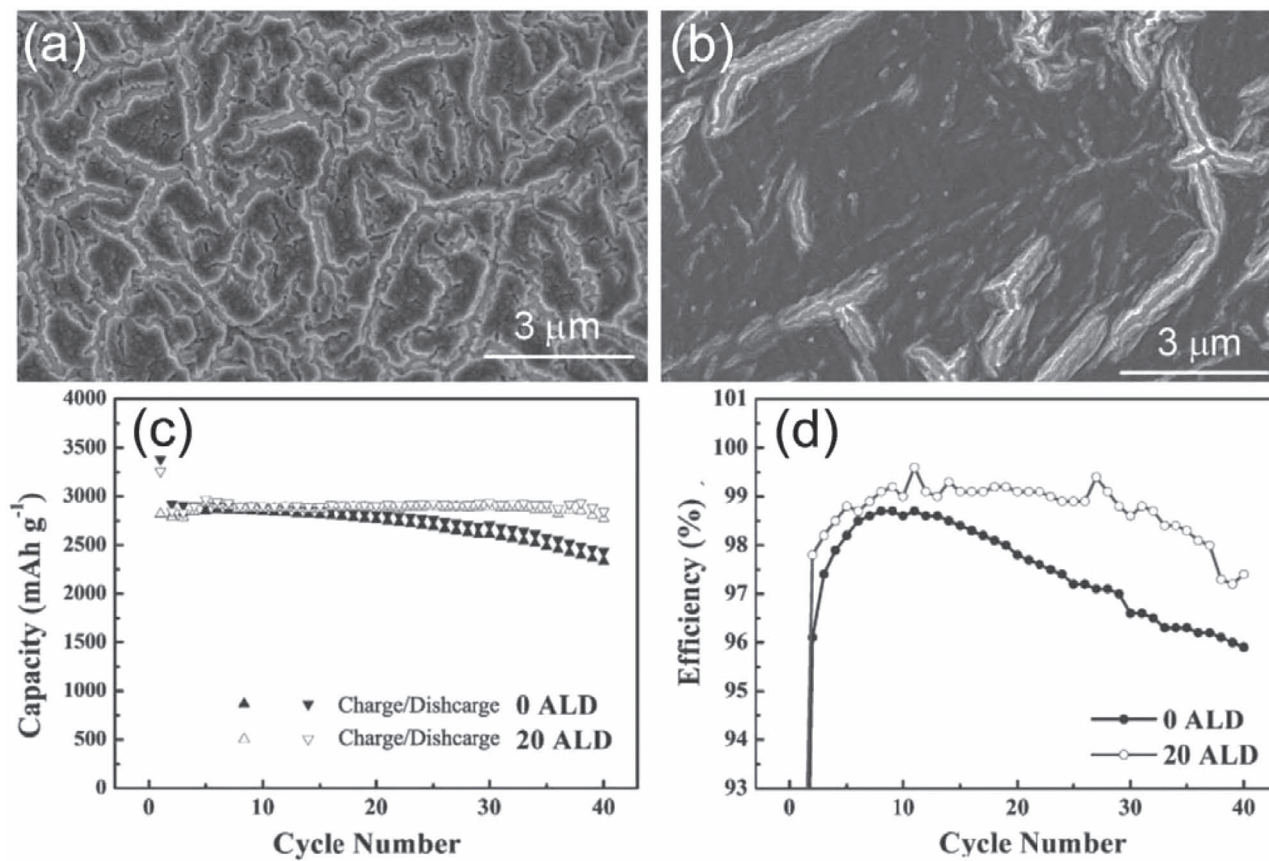 (a)
(b)
3 μm
3 μm
(c)
Capacity (mAh g⁻¹)
4000
3500
3000
2500
2000
1500
1000
500
0
▲ ▼ Charge/Dishcarge 0 ALD
△ ▽ Charge/Dishcarge 20 ALD
0 10 20 30 40
Cycle Number
(d)
Efficiency (%)
101
100
99
98
97
96
95
94
93
0 ALD
20 ALD
0 10 20 30 40
Cycle Number